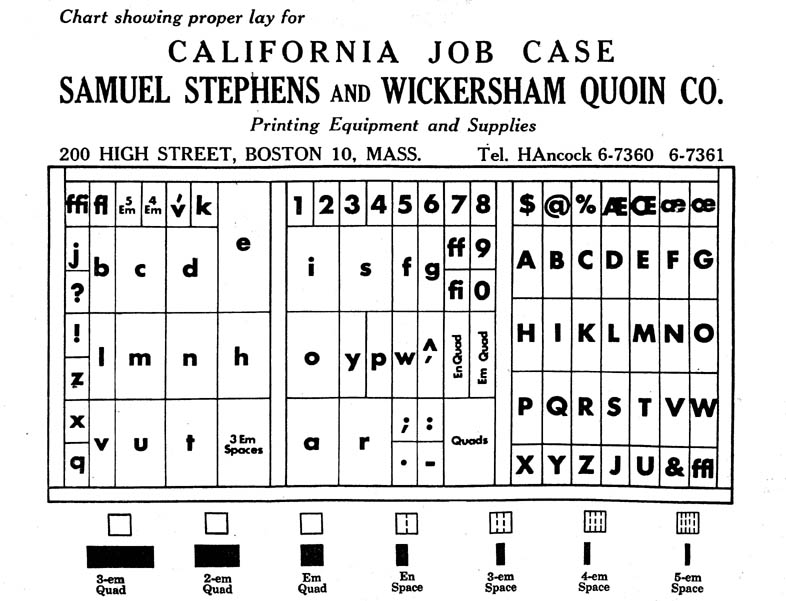 Chart showing proper lay for
CALIFORNIA JOB CASE
SAMUEL STEPHENS AND WICKERSHAM QUOIN CO.
Printing Equipment and Supplies
200 HIGH STREET, BOSTON 10, MASS. Tel. HAncock 6-7360 6-7361
ffi fl 5 Em 4 Em ' v k e
j b c d
?
! l m n h
z
x v u t 3 Em Spaces
q
1 2 3 4 5 6 7 8
i s f g ff 9
fi 0
o y p w ^ , En Quad Em Quad
a r ; : Quads
. -
$ @ % Æ Œ æ œ
A B C D E F G
H I K L M N O
P Q R S T V W
X Y Z J U & ffl
3-em Quad 2-em Quad Em Quad En Space 3-em Space 4-em Space 5-em Space